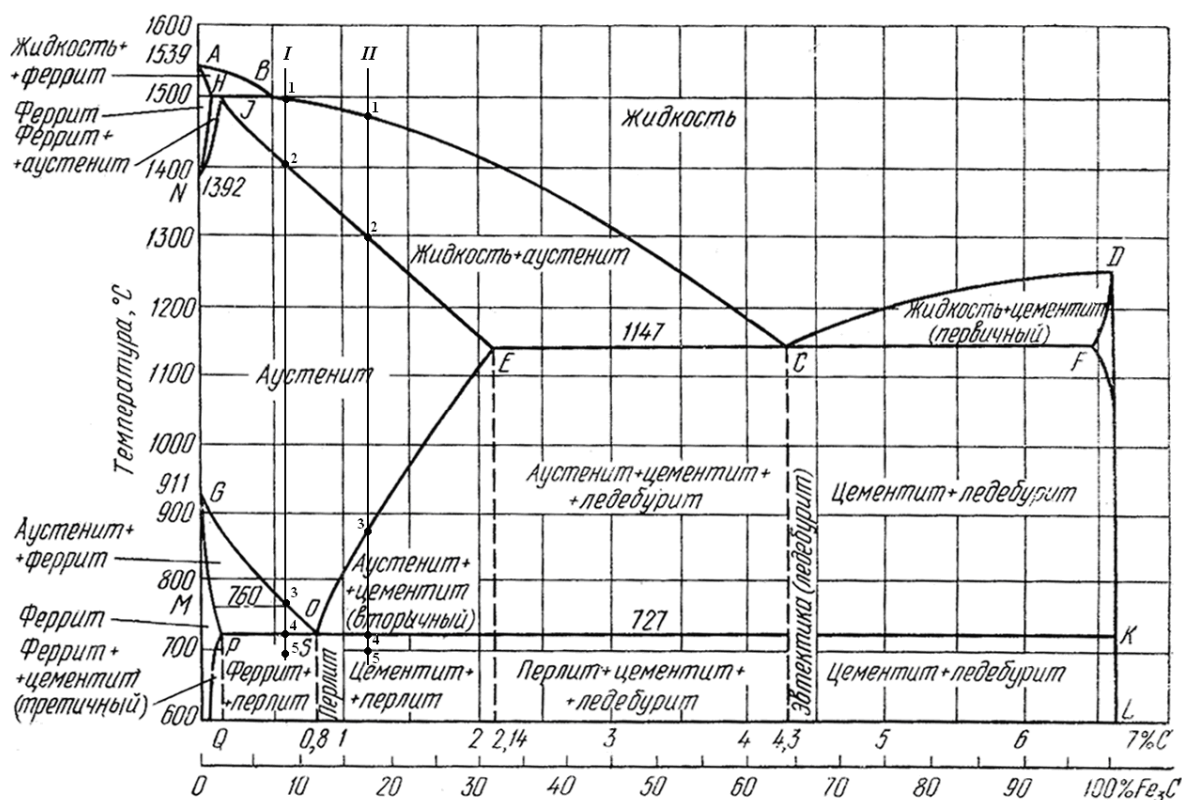 1600
1539
1500
1400
1392
1300
1200
1100
1000
911
900
800
760
700
600
Температура, °C
Жидкость+
+феррит
Феррит
Феррит+
+аустенит
N
A
H
J
B
I
II
1
2
3
4
5
1
2
3
4
5
Жидкость
Жидкость+аустенит
D
Жидкость+цементит
(первичный)
1147
E
C
F
Аустенит
G
Аустенит+
+феррит
M
Аустенит+цементит+
+ледебурит
Эвтектика (ледебурит)
Цементит+ледебурит
Аустенит+
+цементит
(вторичный)
O
S
P
727
K
Феррит
Феррит+
+цементит
(третичный)
Феррит+
+перлит
Перлит
Цементит+
+перлит
Перлит+цементит+
+ледебурит
Цементит+ледебурит
L
Q
0,8 1 2 2,14 3 4 4,3 5 6 7%C
0 10 20 30 40 50 60 70 80 90 100%Fe₃C